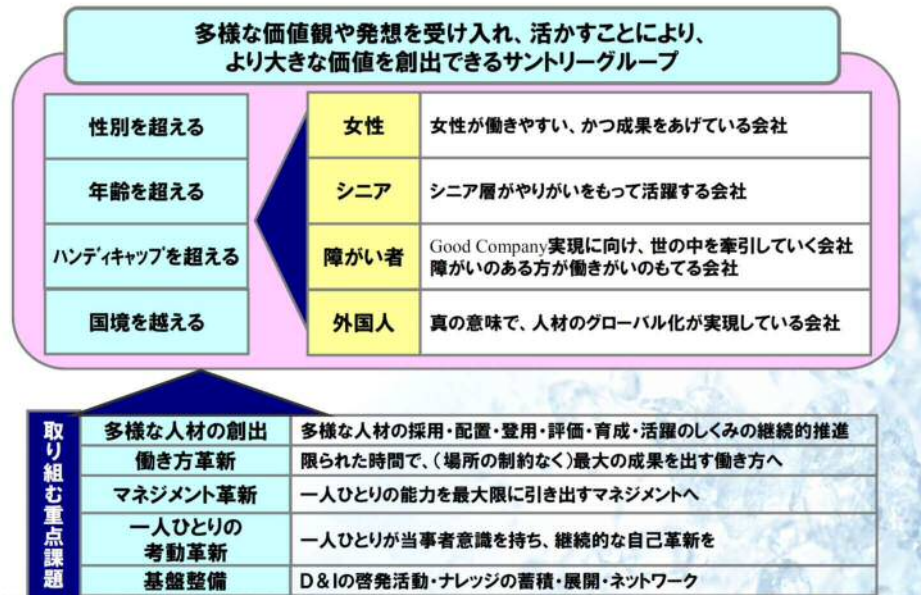 多様な価値観や発想を受け入れ、活かすことにより、
より大きな価値を創出できるサントリーグループ
性別を超える
年齢を超える
ハンディキャップを超える
国境を越える
女性
女性が働きやすい、かつ成果をあげている会社
シニア
シニア層がやりがいをもって活躍する会社
障がい者
Good Company実現に向け、世の中を牽引していく会社
障がいのある方が働きがいのもてる会社
外国人
真の意味で、人材のグローバル化が実現している会社
取り組む重点課題
多様な人材の創出
多様な人材の採用・配置・登用・評価・育成・活躍のしくみの継続的推進
働き方革新
限られた時間で、（場所の制約なく）最大の成果を出す働き方へ
マネジメント革新
一人ひとりの能力を最大限に引き出すマネジメントへ
一人ひとりの
考動革新
一人ひとりが当事者意識を持ち、継続的な自己革新を
基盤整備
D＆Iの啓発活動・ナレッジの蓄積・展開・ネットワーク